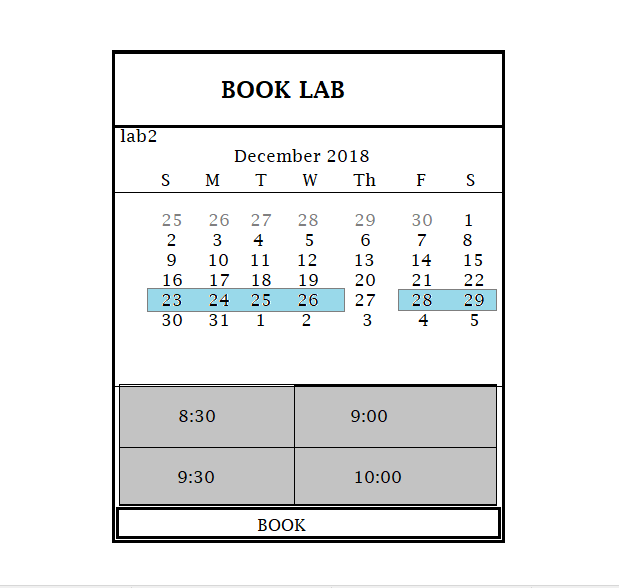 BOOK LAB
lab2
December 2018
S M T W Th F S
25 26 27 28 29 30 1
2 3 4 5 6 7 8
9 10 11 12 13 14 15
16 17 18 19 20 21 22
23 24 25 26 27 28 29
30 31 1 2 3 4 5
8:30 9:00
9:30 10:00
BOOK